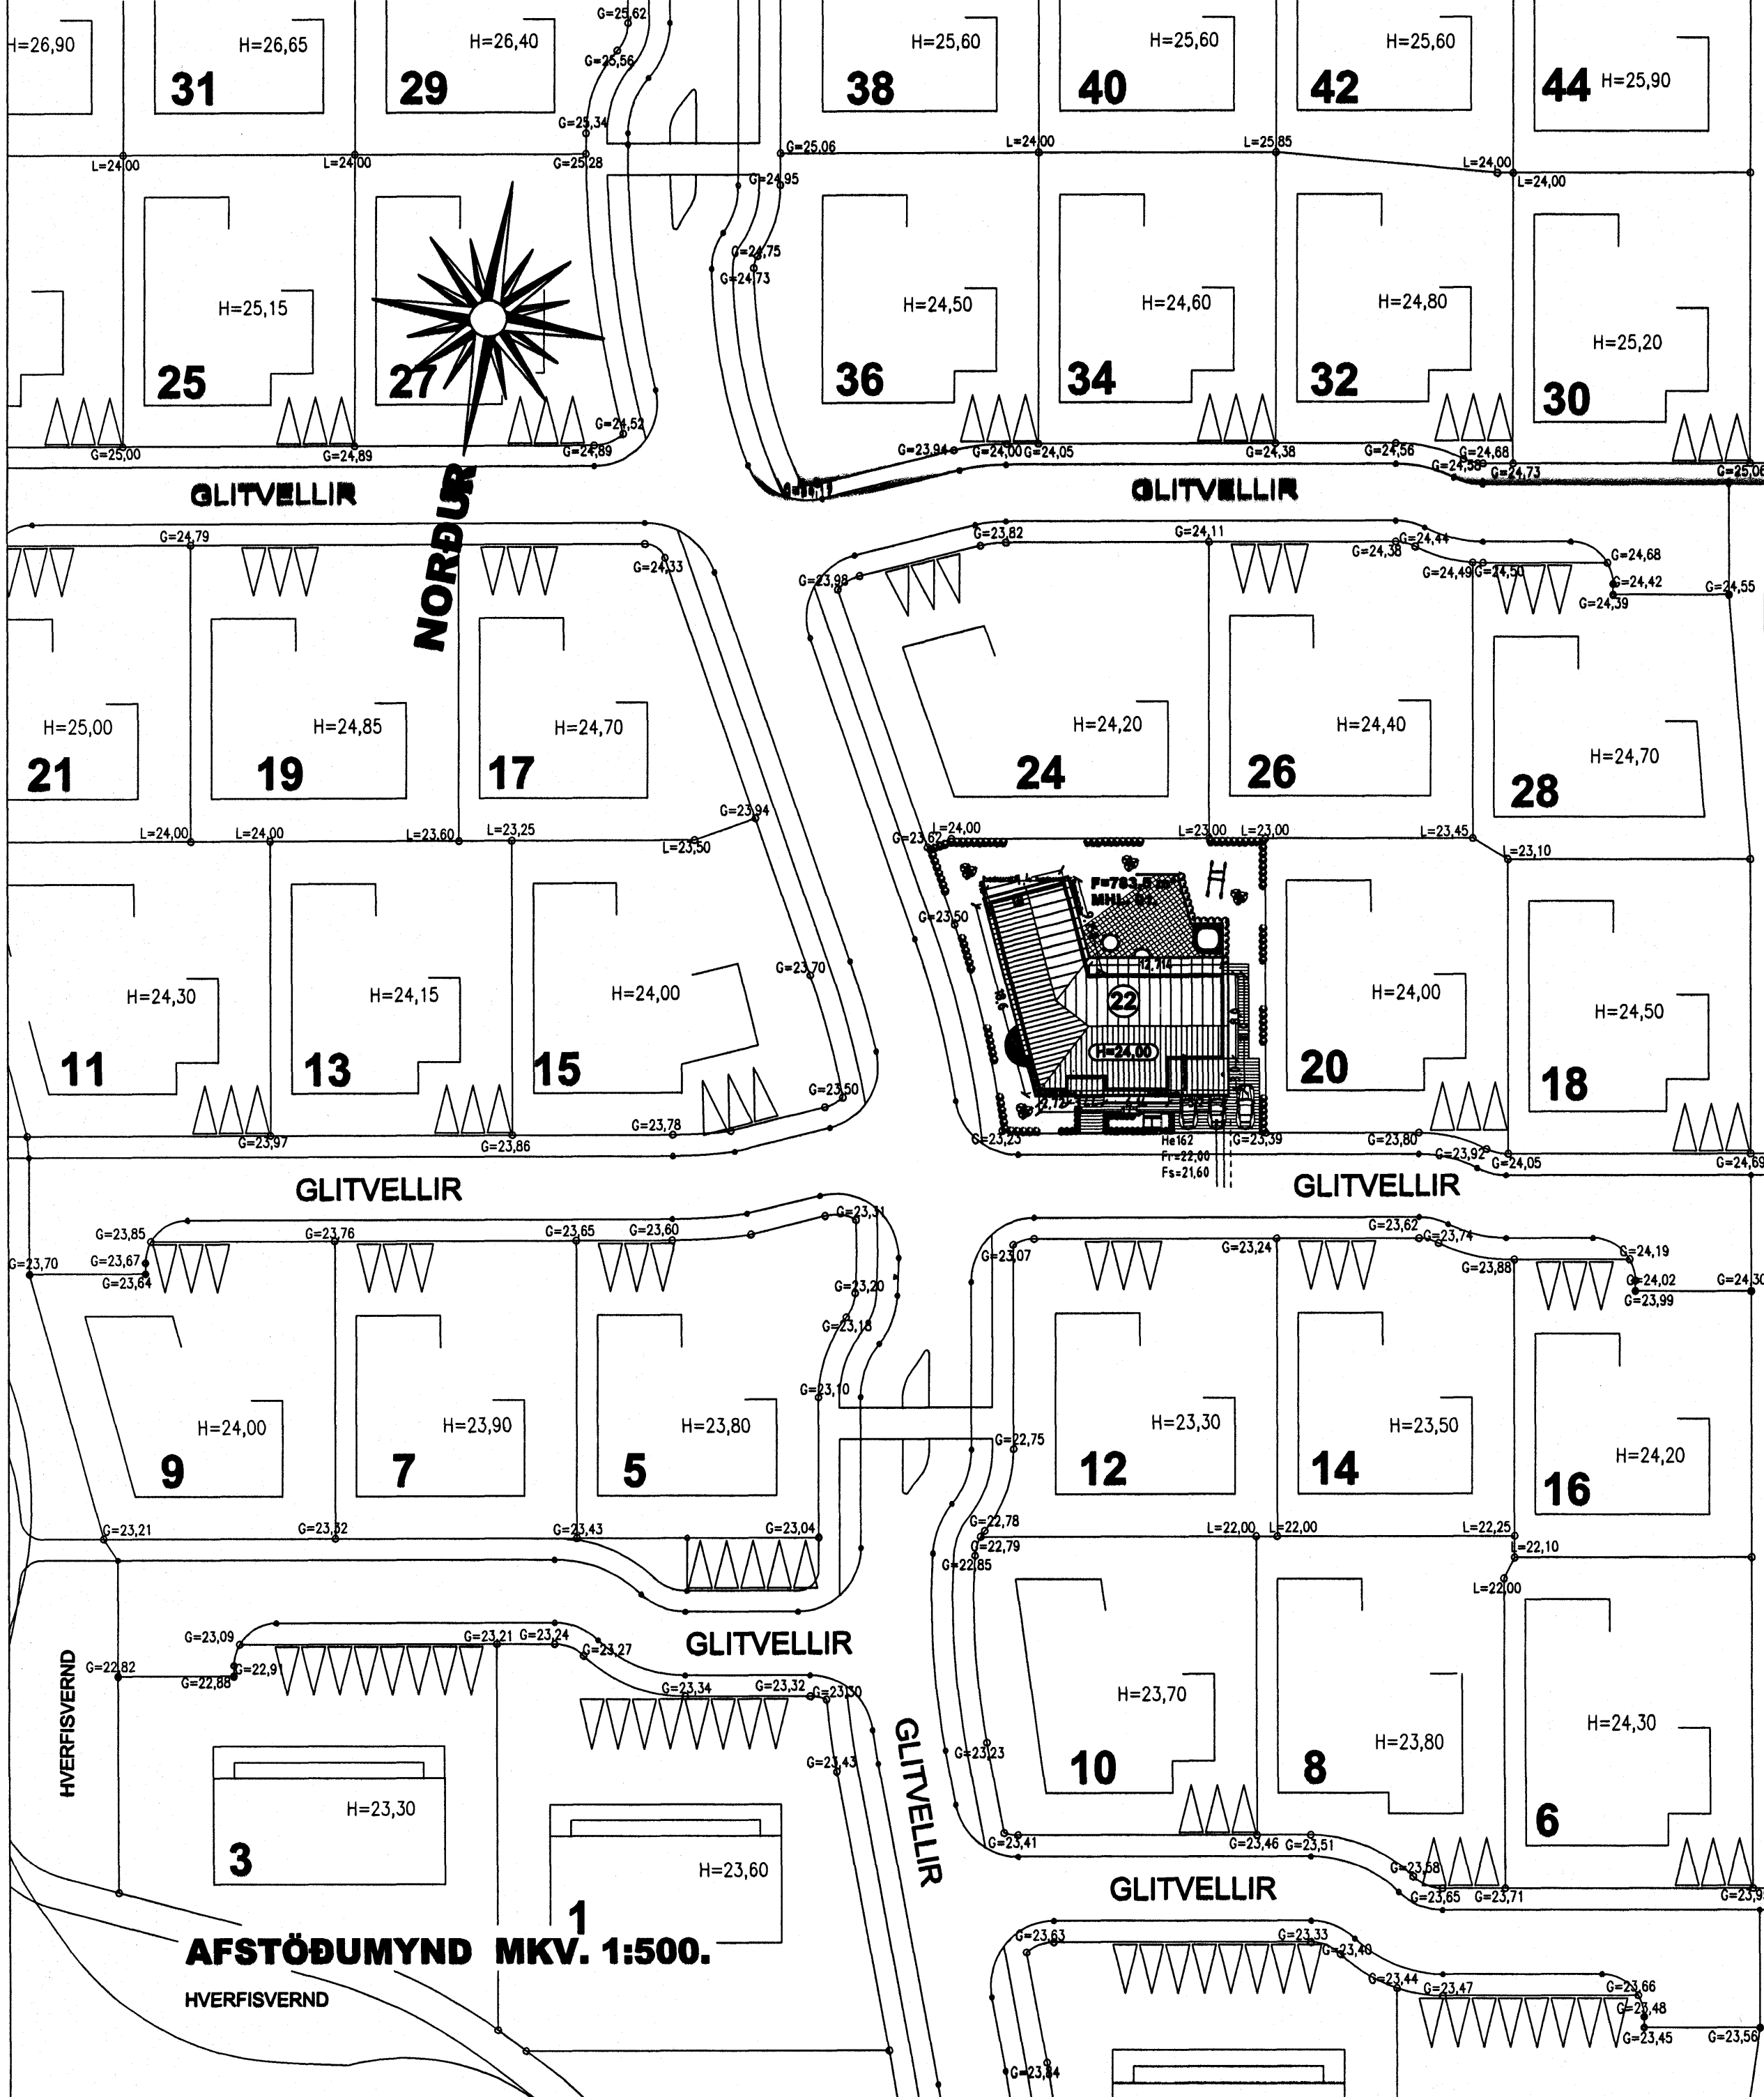 G=25,62
H=26,90
H=26,65
H=26,40
H=25,60
H=25,60
H=25,60
G=25,56
31
29
38
40
42
44 H=25,90
G=25,34
L=24,00
L=24,00
G=25,28
G=25,06
L=24,00
L=25,85
L=24,00
L=24,00
G=24,95
G=24,75
G=24,73
H=25,15
H=24,50
H=24,60
H=24,80
H=25,20
25
27
36
34
32
30
G=24,52
G=25,00
G=24,89
G=24,89
G=23,94
G=24,00
G=24,05
G=24,38
G=24,56
G=24,68
G=24,58
G=24,73
G=25,06
GLITVELLIR
GLITVELLIR
NORÐUR
G=24,79
G=24,33
G=23,98
G=23,82
G=24,11
G=24,44
G=24,38
G=24,49
G=24,50
G=24,68
G=24,42
G=24,39
G=24,55
H=25,00
H=24,85
H=24,70
H=24,20
H=24,40
H=24,70
21
19
17
24
26
28
G=23,94
L=24,00
L=24,00
L=23,60
L=23,25
L=23,50
G=23,62
L=24,00
L=23,00
L=23,00
L=23,45
L=23,10
F=783,5 m²
MHL. 01.
G=23,50
12,714
G=23,70
22
H=24,00
H=24,30
H=24,15
H=24,00
H=24,00
H=24,50
11
13
15
20
18
G=23,50
G=23,97
G=23,86
G=23,78
G=23,23
He162
Fr=22,00
Fs=21,60
G=23,39
G=23,80
G=23,92
G=24,05
G=24,69
GLITVELLIR
GLITVELLIR
G=23,85
G=23,76
G=23,65
G=23,60
G=23,31
G=23,70
G=23,67
G=23,64
G=23,07
G=23,24
G=23,62
G=23,74
G=23,88
G=24,19
G=24,02
G=23,99
G=24,30
G=23,20
G=23,18
G=23,10
H=24,00
H=23,90
H=23,80
H=23,30
H=23,50
H=24,20
G=22,75
9
7
5
12
14
16
G=23,21
G=23,32
G=23,43
G=23,04
G=22,78
G=22,79
G=22,85
L=22,00
L=22,00
L=22,25
L=22,10
L=22,00
G=23,09
G=23,21
G=23,24
G=23,27
GLITVELLIR
G=22,82
G=22,91
G=22,88
G=23,34
G=23,32
G=23,30
HVERFISVERND
G=23,43
G=23,23
GLITVELLIR
H=23,70
H=23,80
H=24,30
10
8
6
H=23,30
3
H=23,60
1
G=23,41
G=23,46
G=23,51
G=23,58
G=23,65
G=23,71
GLITVELLIR
AFSTÖÐUMYND MKV. 1:500.
HVERFISVERND
G=23,63
G=23,33
G=23,40
G=23,44
G=23,47
G=23,66
G=23,48
G=23,45
G=23,56
G=23,84